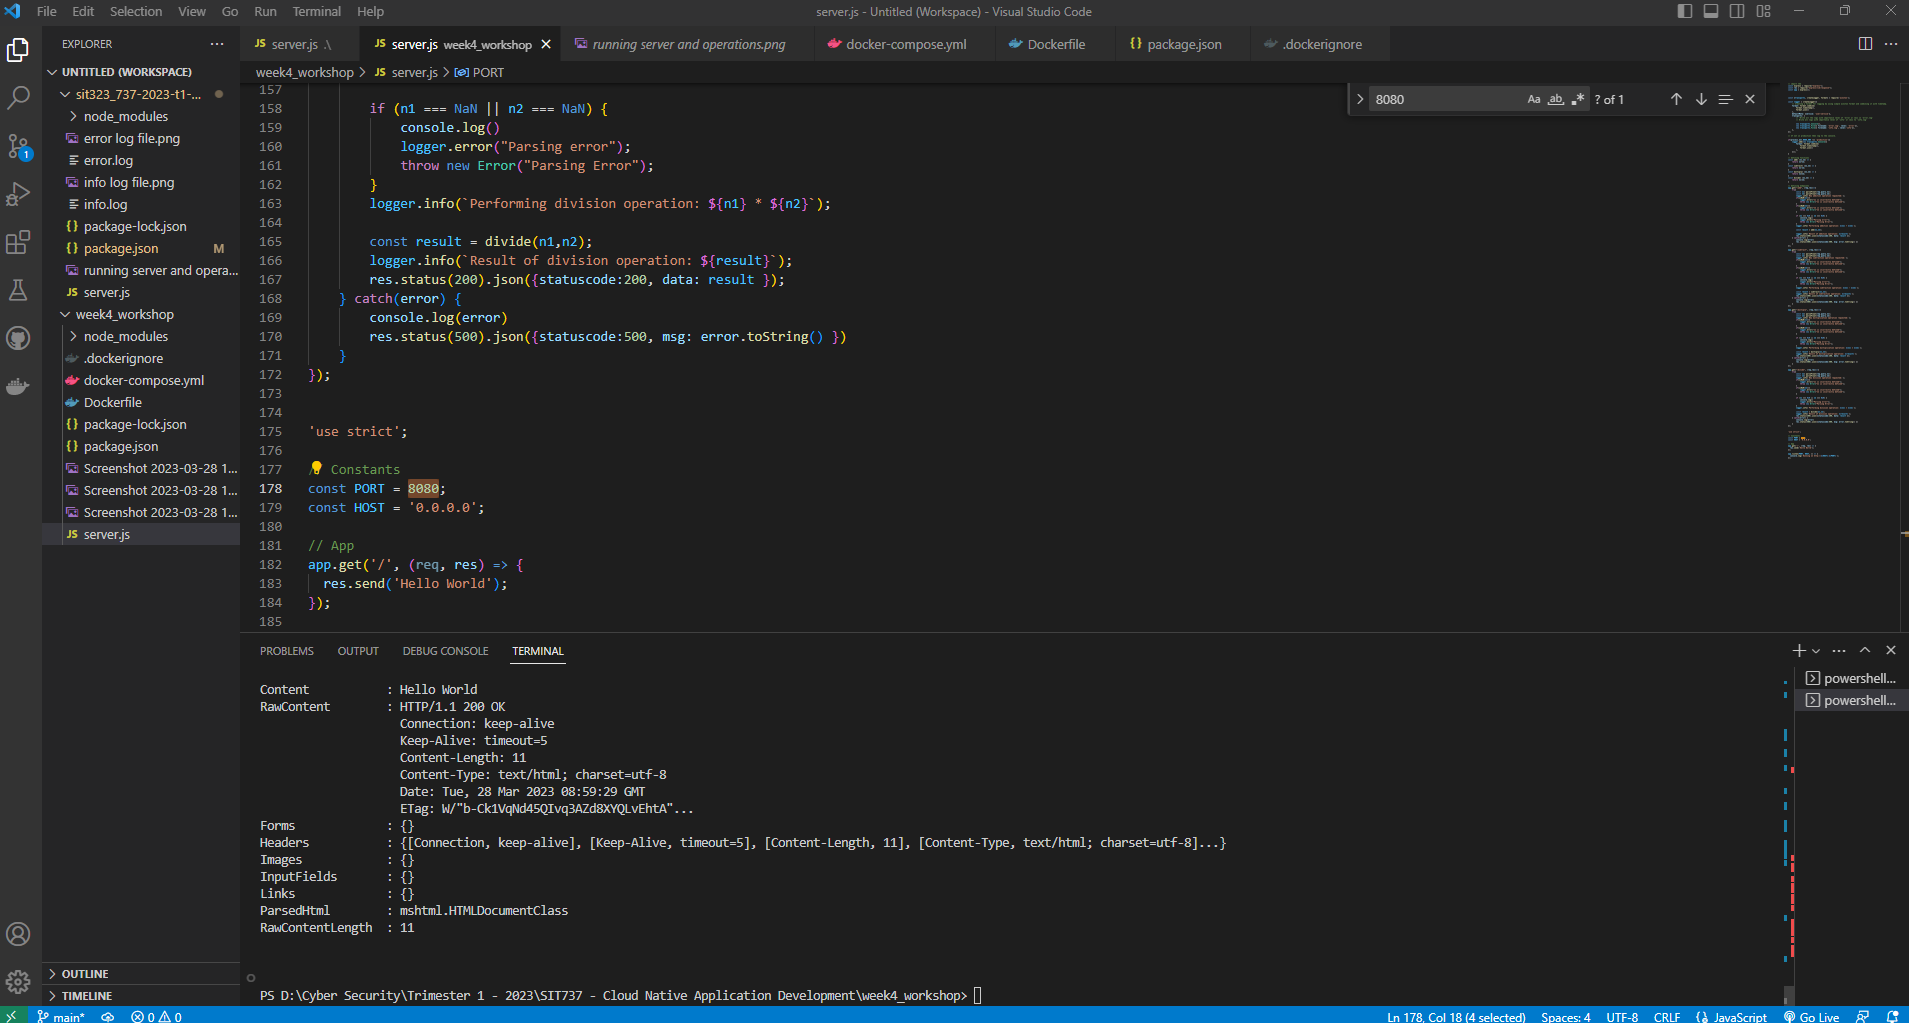 File Edit Selection View Go Run Terminal Help
server.js - Untitled (Workspace) - Visual Studio Code
EXPLORER
UNTITLED (WORKSPACE)
sit323_737-2023-t1-...
node_modules
error log file.png
error.log
info log file.png
info.log
package-lock.json
package.json M
running server and opera...
JS server.js
week4_workshop
node_modules
.dockerignore
docker-compose.yml
Dockerfile
package-lock.json
package.json
Screenshot 2023-03-28 1...
Screenshot 2023-03-28 1...
Screenshot 2023-03-28 1...
JS server.js
OUTLINE
TIMELINE
JS server.js .\
JS server.js week4_workshop
running server and operations.png
docker-compose.yml
Dockerfile
{} package.json
.dockerignore
week4_workshop > JS server.js > PORT
8080 Aa ab ? of 1
157
158 if (n1 === NaN || n2 === NaN) {
159 console.log()
160 logger.error("Parsing error");
161 throw new Error("Parsing Error");
162 }
163 logger.info(`Performing division operation: ${n1} * ${n2}`);
164
165 const result = divide(n1,n2);
166 logger.info(`Result of division operation: ${result}`);
167 res.status(200).json({statuscode:200, data: result });
168 } catch(error) {
169 console.log(error)
170 res.status(500).json({statuscode:500, msg: error.toString() })
171 }
172 });
173
174
175 'use strict';
176
177 / Constants
178 const PORT = 8080;
179 const HOST = '0.0.0.0';
180
181 // App
182 app.get('/', (req, res) => {
183 res.send('Hello World');
184 });
185
PROBLEMS OUTPUT DEBUG CONSOLE TERMINAL
powershell...
powershell...
Content : Hello World
RawContent : HTTP/1.1 200 OK
Connection: keep-alive
Keep-Alive: timeout=5
Content-Length: 11
Content-Type: text/html; charset=utf-8
Date: Tue, 28 Mar 2023 08:59:29 GMT
ETag: W/"b-Ck1VqNd45QIvq3AZd8XYQLvEhtA"...
Forms : {}
Headers : {[Connection, keep-alive], [Keep-Alive, timeout=5], [Content-Length, 11], [Content-Type, text/html; charset=utf-8]...}
Images : {}
InputFields : {}
Links : {}
ParsedHtml : mshtml.HTMLDocumentClass
RawContentLength : 11
PS D:\Cyber Security\Trimester 1 - 2023\SIT737 - Cloud Native Application Development\week4_workshop>
main* 0 0
Ln 178, Col 18 (4 selected) Spaces: 4 UTF-8 CRLF JavaScript Go Live